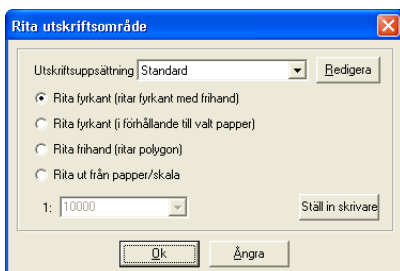 Rita utskriftsområde
Utskriftsuppsättning Standard Redigera
Rita fyrkant (ritar fyrkant med frihand)
Rita fyrkant (i förhållande till valt papper)
Rita frihand (ritar polygon)
Rita ut från papper/skala
1: 10000 Ställ in skrivare
Ok Ångra